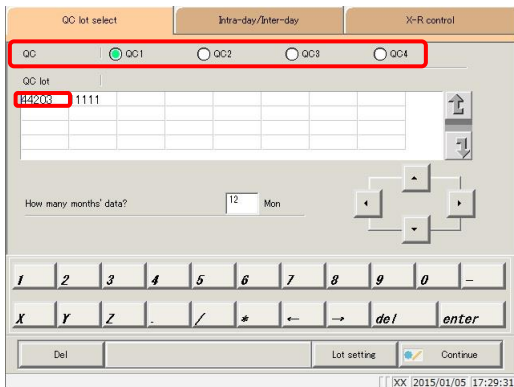 QC lot select Intra-day/Inter-day X-R control
QC QC1 QC2 QC3 QC4
QC lot
44203 1111
How many months' data? 12 Mon
1 2 3 4 5 6 7 8 9 0 -
X Y Z . / * ← → del enter
Del Lot setting Continue
XX 2015/01/05 17:29:31